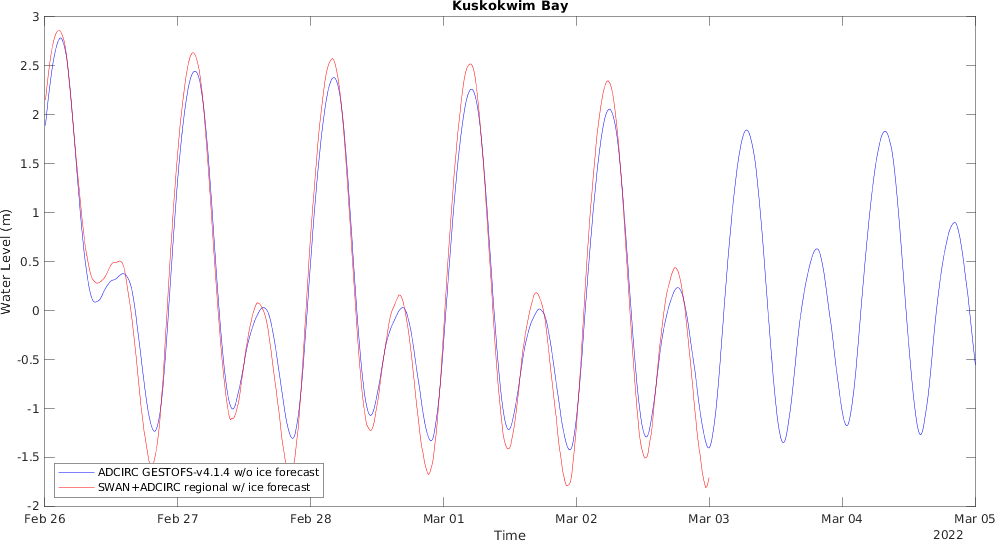 Kuskokwim Bay
3
2.5
2
1.5
1
0.5
0
-0.5
-1
-1.5
-2
Water Level (m)
ADCIRC GESTOFS-v4.1.4 w/o ice forecast
SWAN+ADCIRC regional w/ ice forecast
Feb 26 Feb 27 Feb 28 Mar 01 Mar 02 Mar 03 Mar 04 Mar 05
Time
2022